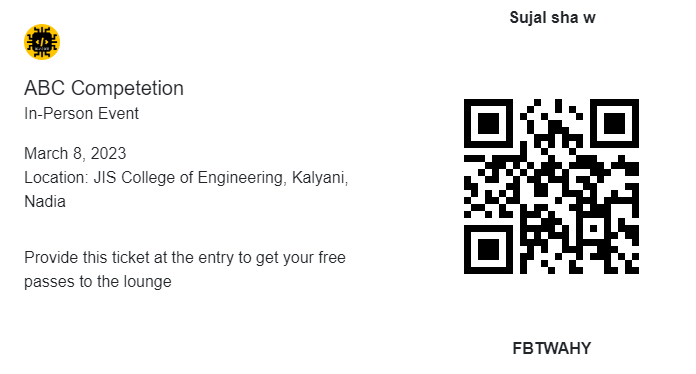 Sujal sha w
ABC Competetion
In-Person Event
March 8, 2023
Location: JIS College of Engineering, Kalyani,
Nadia
Provide this ticket at the entry to get your free
passes to the lounge
FBTWAHY